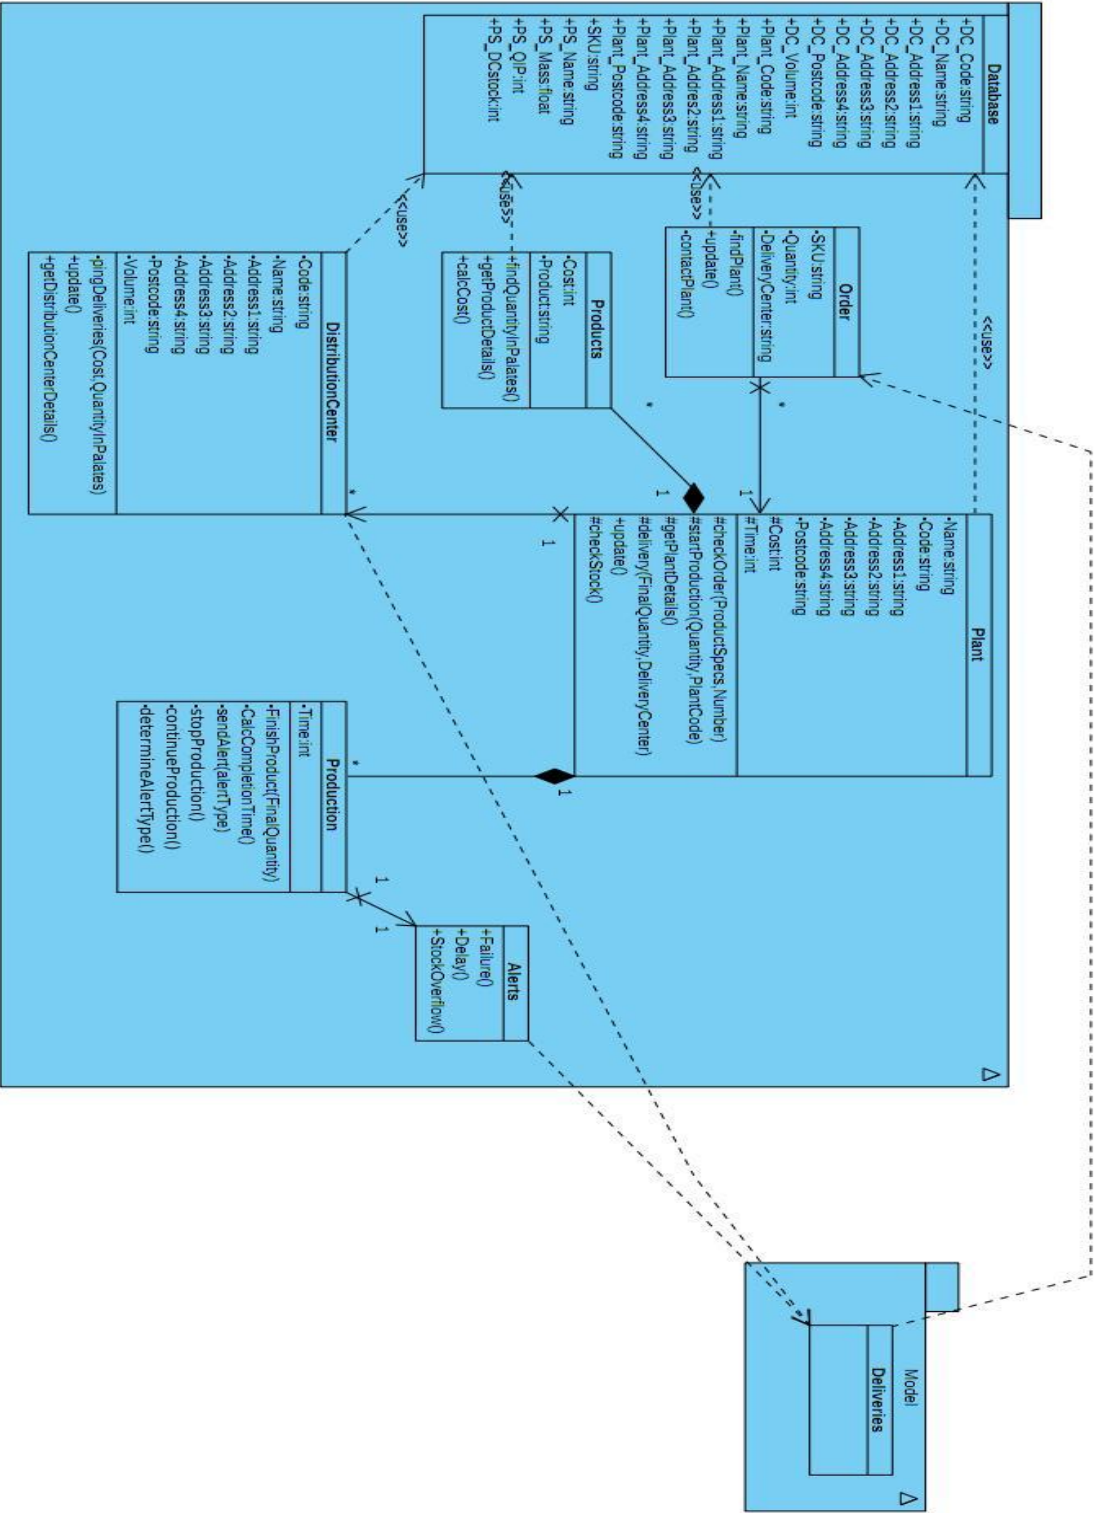 Database
+DC_Code:string
+DC_Name:string
+DC_Address1:string
+DC_Address2:string
+DC_Address3:string
+DC_Address4:string
+DC_Postcode:string
+DC_Volume:int
+Plant_Code:string
+Plant_Name:string
+Plant_Address1:string
+Plant_Addres2:string
+Plant_Address3:string
+Plant_Address4:string
+Plant_Postcode:string
+SKU:string
+PS_Name:string
+PS_Mass:float
+PS_QIP:int
+PS_DCstock:int
<<use>>
<<use>>
<<use>>
<<use>>
Order
-SKU:string
-Quantity:int
-DeliveryCenter:string
-findPlant()
+update()
-contactPlant()
*
1
Products
-Cost:int
-Product:string
+findQuantityInPalates()
+getProductDetails()
+calcCost()
*
1
DistributionCenter
-Code:string
-Name:string
-Address1:string
-Address2:string
-Address3:string
-Address4:string
-Postcode:string
-Volume:int
-pingDeliveries(Cost,QuantityInPalates)
+update()
+getDistributionCenterDetails()
*
1
Plant
-Name:string
-Code:string
-Address1:string
-Address2:string
-Address3:string
-Address4:string
-Postcode:string
#Cost:int
#Time:int
#checkOrder(ProductSpecs,Number)
#startProduction(Quantity,PlantCode)
#getPlantDetails()
#delivery(FinalQuantity,DeliveryCenter)
+update()
#checkStock()
1
*
Production
-Time:int
-FinishProduct(FinalQuantity)
-CalcCompletionTime()
-sendAlert(alertType)
-stopProduction()
-continueProduction()
-determineAlertType()
1
1
Alerts
+Failure()
+Delay()
+StockOverflow()
Model
Deliveries